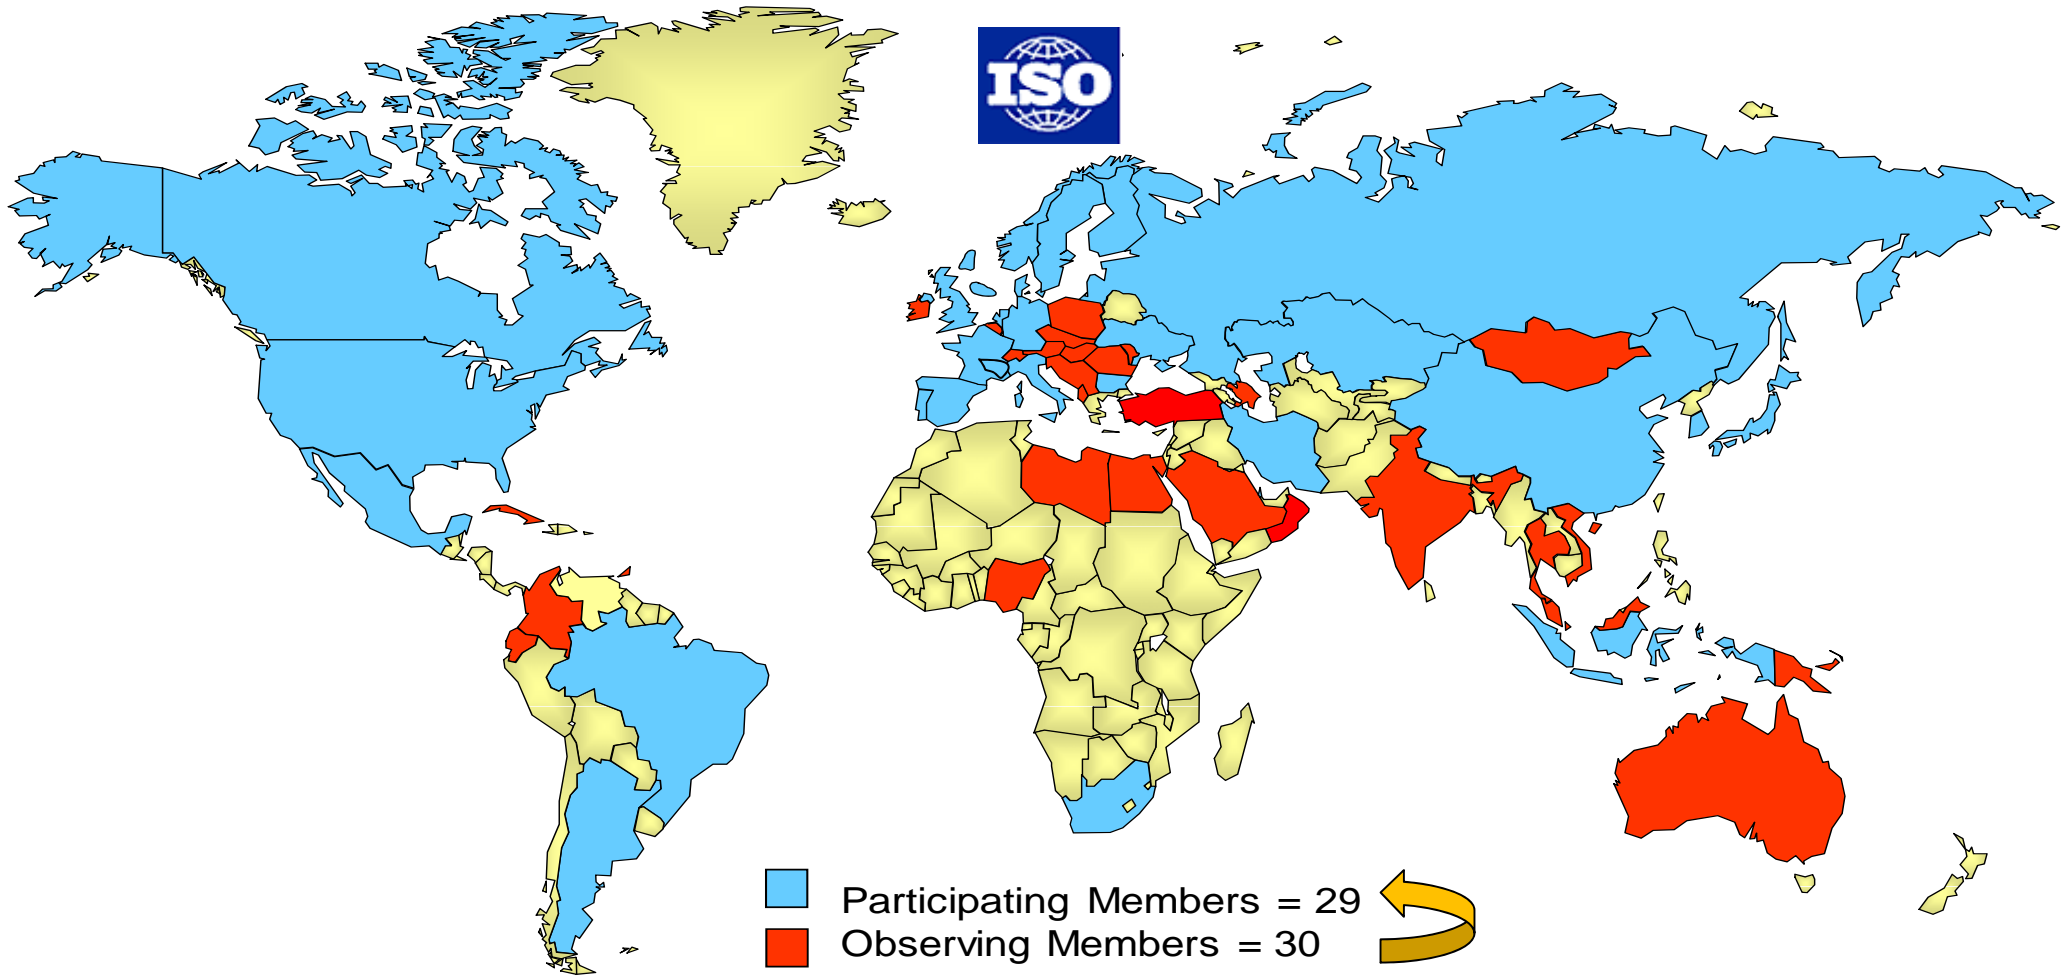 ISO
Participating Members = 29
Observing Members = 30